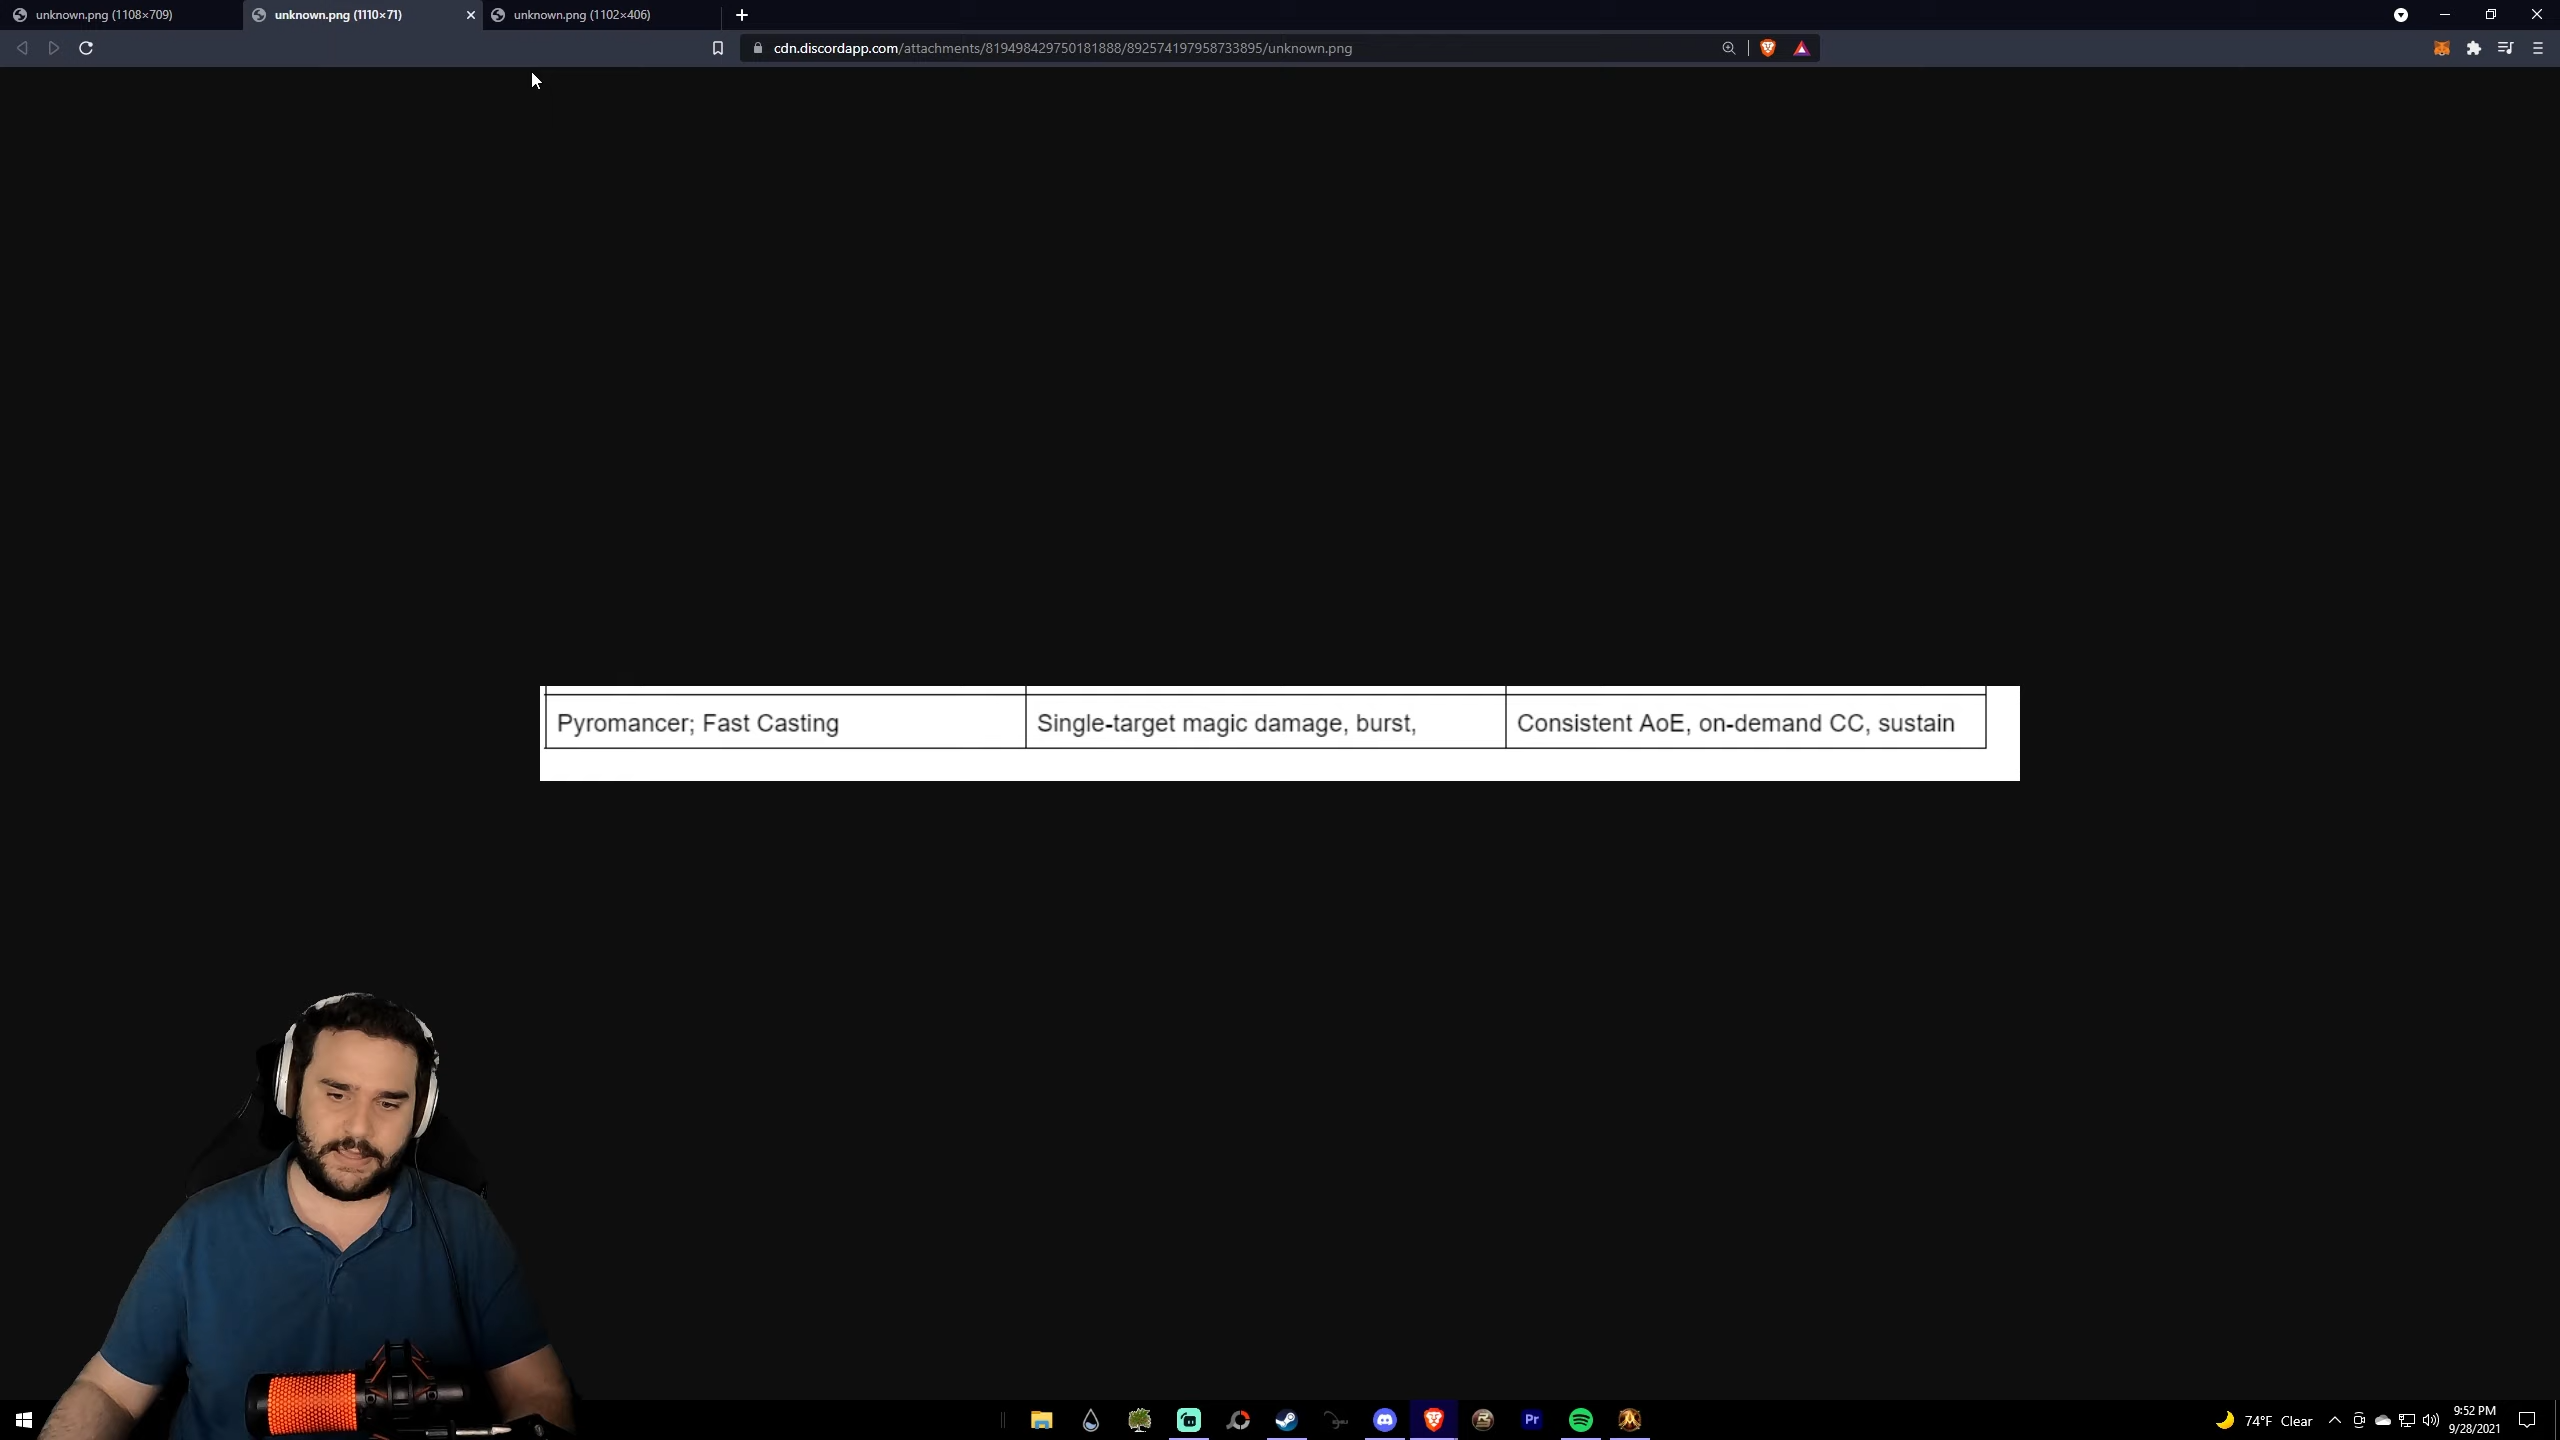 unknown.png (1108×709)
unknown.png (1110×71)
unknown.png (1102×406)
cdn.discordapp.com/attachments/819498429750181888/892574197958733895/unknown.png
Pyromancer; Fast Casting
Single-target magic damage, burst,
Consistent AoE, on-demand CC, sustain
Pr
74°F Clear
9:52 PM
9/28/2021